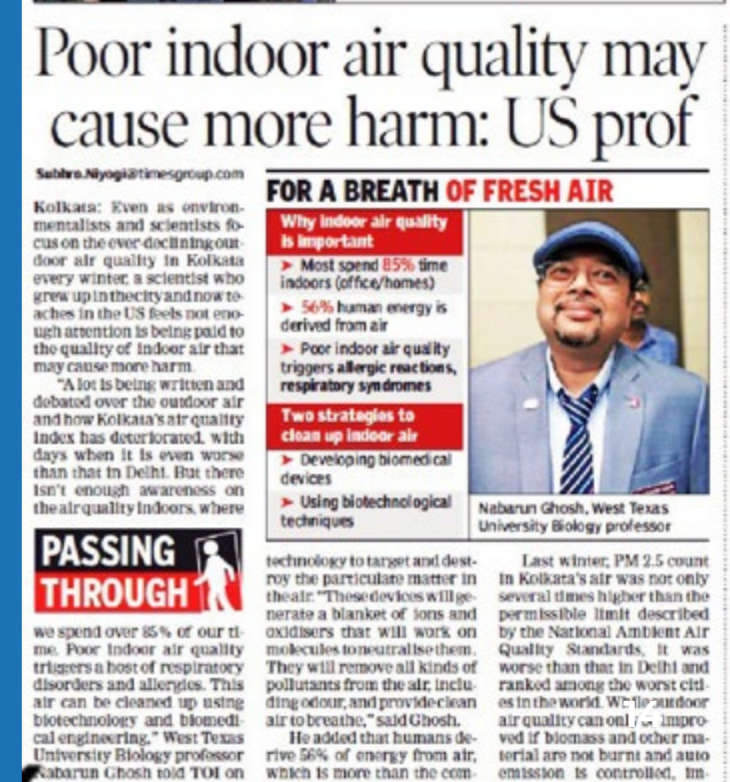 Poor indoor air quality may
cause more harm: US prof
Subhro.Niyogi@timesgroup.com
Kolkata: Even as environ-
mentalists and scientists fo-
cus on the ever-declining out-
door air quality in Kolkata
every winter, a scientist who
grew up in the city and now te-
aches in the US feels not eno-
ugh attention is being paid to
the quality of indoor air that
may cause more harm.
"A lot is being written and
debated over the outdoor air
and how Kolkata's air quality
index has deteriorated, with
days when it is even worse
than that in Delhi. But there
isn't enough awareness on
the air quality indoors, where
PASSING
THROUGH
we spend over 85% of our ti-
me. Poor indoor air quality
triggers a host of respiratory
disorders and allergies. This
air can be cleaned up using
biotechnology and biomedi-
cal engineering," West Texas
University Biology professor
Nabarun Ghosh told TOI on
FOR A BREATH OF FRESH AIR
Why indoor air quality
is important
➤ Most spend 85% time
indoors (office/homes)
➤ 56% human energy is
derived from air
➤ Poor indoor air quality
triggers allergic reactions,
respiratory syndromes
Two strategies to
clean up indoor air
➤ Developing biomedical
devices
➤ Using biotechnological
techniques
Nabarun Ghosh, West Texas
University Biology professor
technology to target and dest-
roy the particulate matter in
the air. "These devices will ge-
nerate a blanket of ions and
oxidisers that will work on
molecules to neutralise them.
They will remove all kinds of
pollutants from the air, inclu-
ding odour, and provide clean
air to breathe," said Ghosh.
He added that humans de-
rive 56% of energy from air,
which is more than the com-
Last winter, PM 2.5 count
in Kolkata's air was not only
several times higher than the
permissible limit described
by the National Ambient Air
Quality Standards, it was
worse than that in Delhi and
ranked among the worst citi-
es in the world. While outdoor
air quality can only be impro-
ved if biomass and other ma-
terial are not burnt and auto
emission is controlled, im-